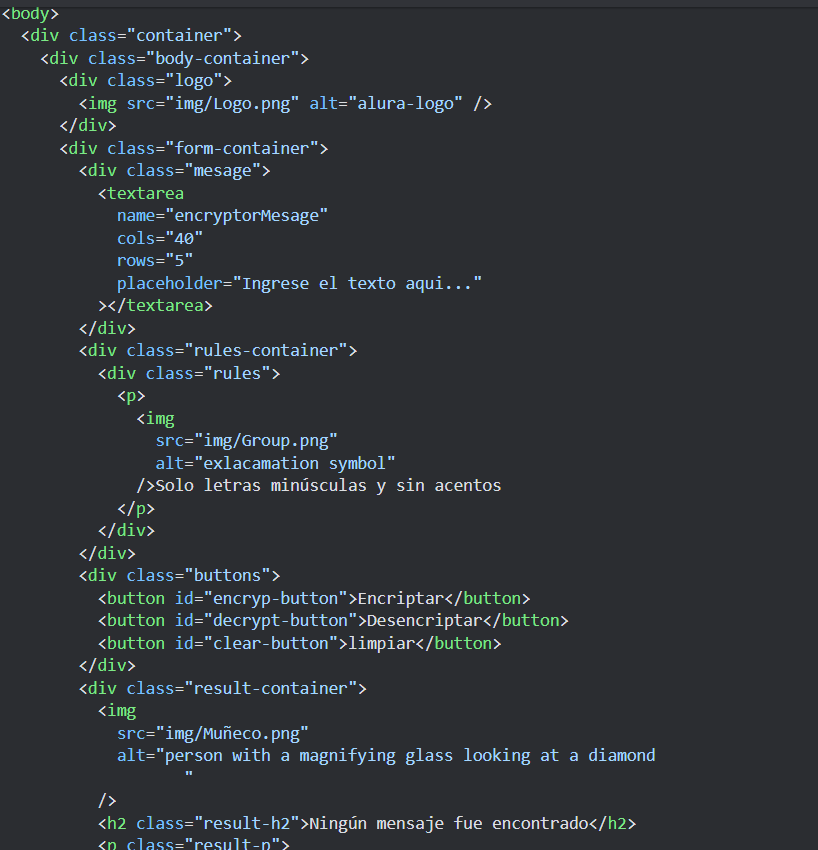 <body>
<div class="container">
<div class="body-container">
<div class="logo">
<img src="img/Logo.png" alt="alura-logo" />
</div>
<div class="form-container">
<div class="mesage">
<textarea
name="encryptorMesage"
cols="40"
rows="5"
placeholder="Ingrese el texto aqui..."
></textarea>
</div>
<div class="rules-container">
<div class="rules">
<p>
<img
src="img/Group.png"
alt="exlacamation symbol"
/>Solo letras minúsculas y sin acentos
</p>
</div>
</div>
<div class="buttons">
<button id="encryp-button">Encriptar</button>
<button id="decrypt-button">Desencriptar</button>
<button id="clear-button">limpiar</button>
</div>
<div class="result-container">
<img
src="img/Muñeco.png"
alt="person with a magnifying glass looking at a diamond
"
/>
<h2 class="result-h2">Ningún mensaje fue encontrado</h2>
<p class="result-p">